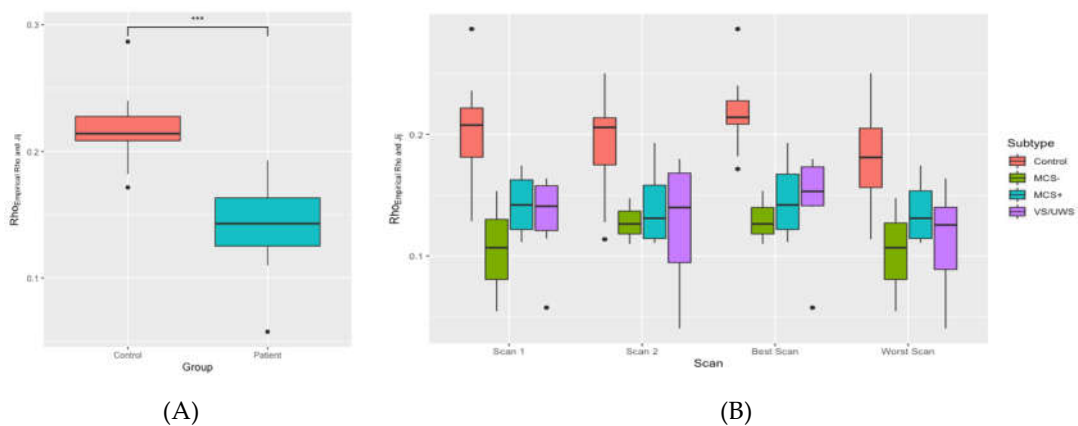 ***
0.3
0.2
0.1
Rho Empirical Rho and Jij
Control Patient
Group
(A)
0.2
0.1
Rho Empirical Rho and Jij
Scan 1 Scan 2 Best Scan Worst Scan
Scan
Subtype
Control
MCS-
MCS+
VS/UWS
(B)